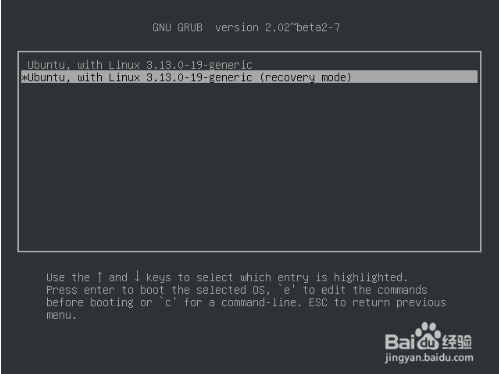 GNU GRUB  version 2.02~beta2-7
Ubuntu, with Linux 3.13.0-19-generic
*Ubuntu, with Linux 3.13.0-19-generic (recovery mode)
Use the ↑ and ↓ keys to select which entry is highlighted.
Press enter to boot the selected OS, `e' to edit the commands
before booting or `c' for a command-line. ESC to return previous
menu.
Bai du 经验
jingyan.baidu.com